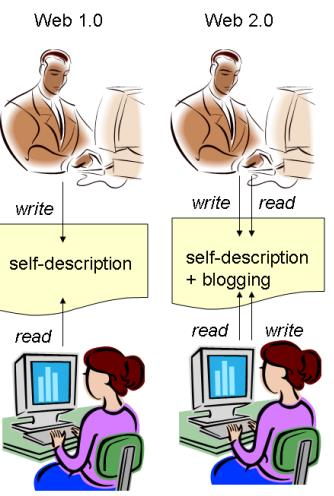 Web 1.0
write
self-description
read
Web 2.0
write
read
self-description
+ blogging
read
write